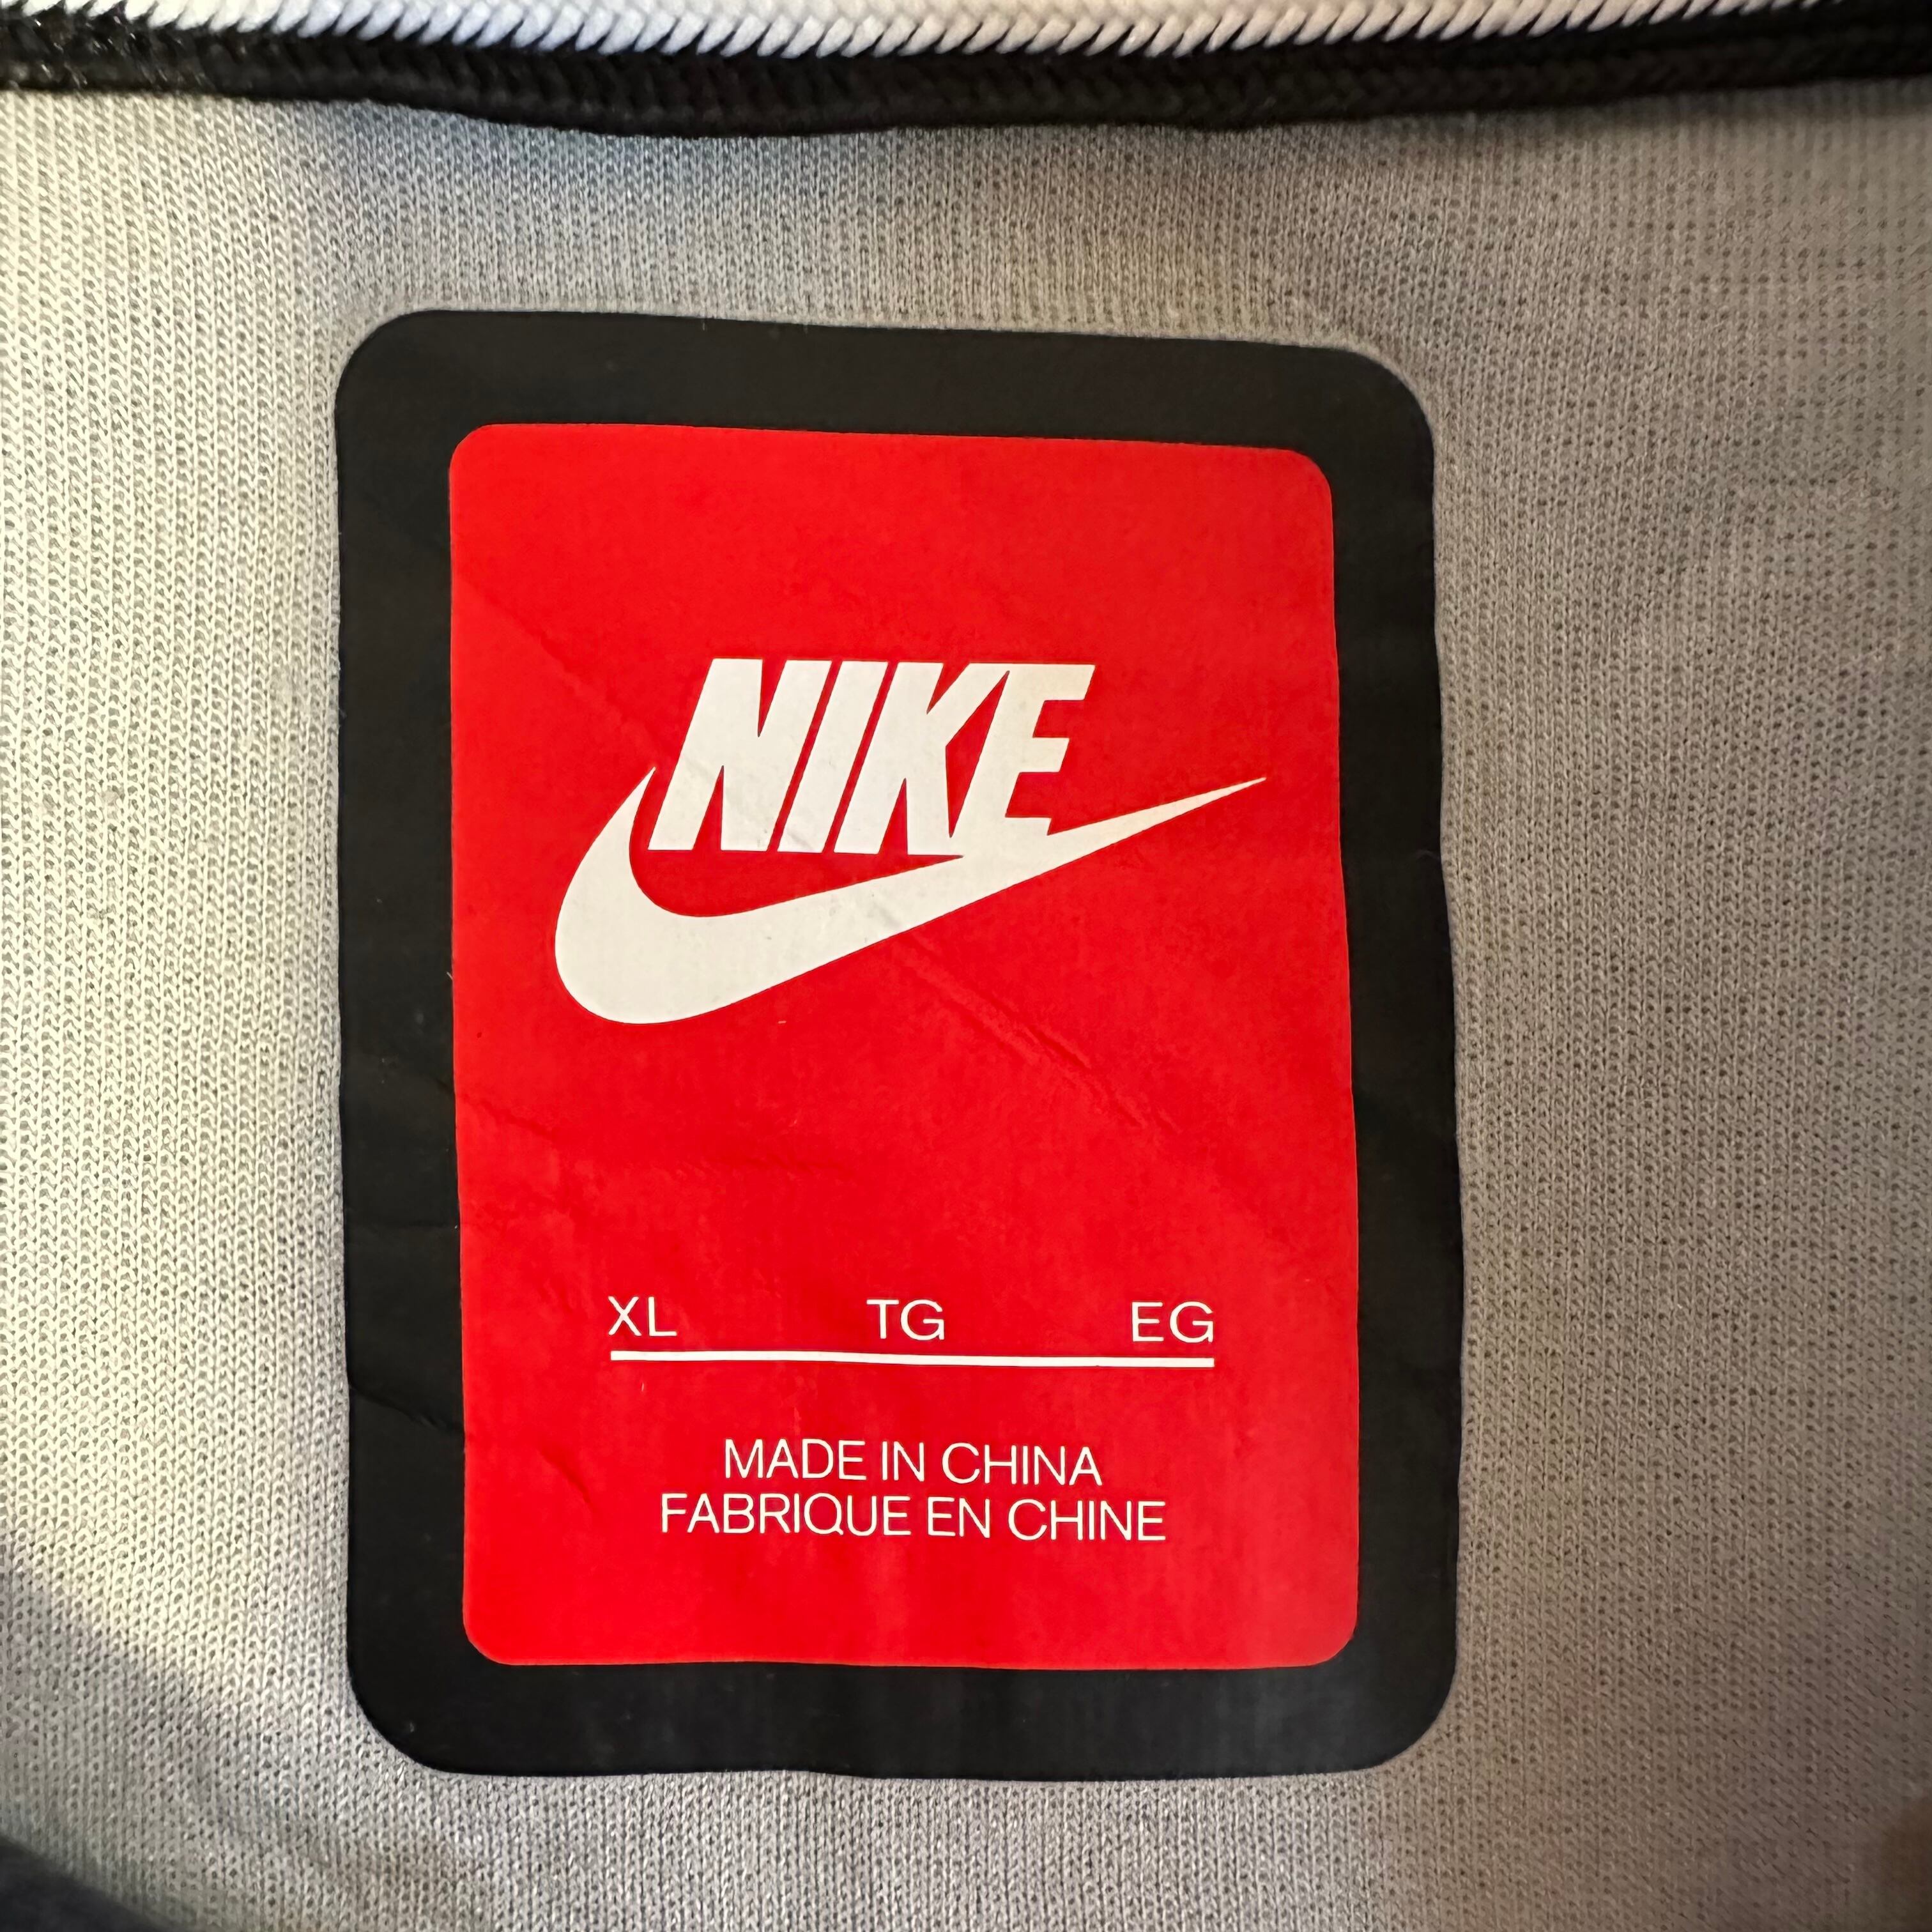 NIKE
XL TG EG
MADE IN CHINA
FABRIQUE EN CHINE